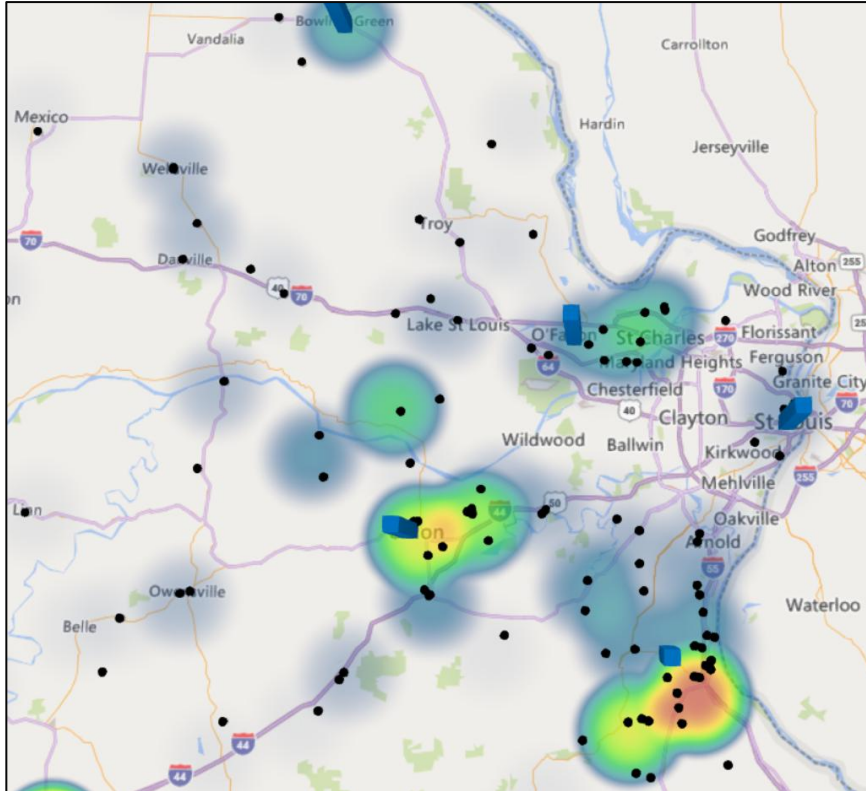 Bowling Green
Vandalia
Carrollton
Mexico
Hardin
Jerseyville
Wellsville
Troy
Godfrey
70
255
Danville
Alton
40
70
Wood River
Lake St Louis
O'Fallon
St Charles
270
Florissant
64
Maryland Heights
Ferguson
Chesterfield
170
Granite City
40
Clayton
St Louis
70
Wildwood
Ballwin
Kirkwood
255
Mehlville
50
44
Linn
Oakville
Arnold
55
Owensville
Waterloo
Belle
44
44